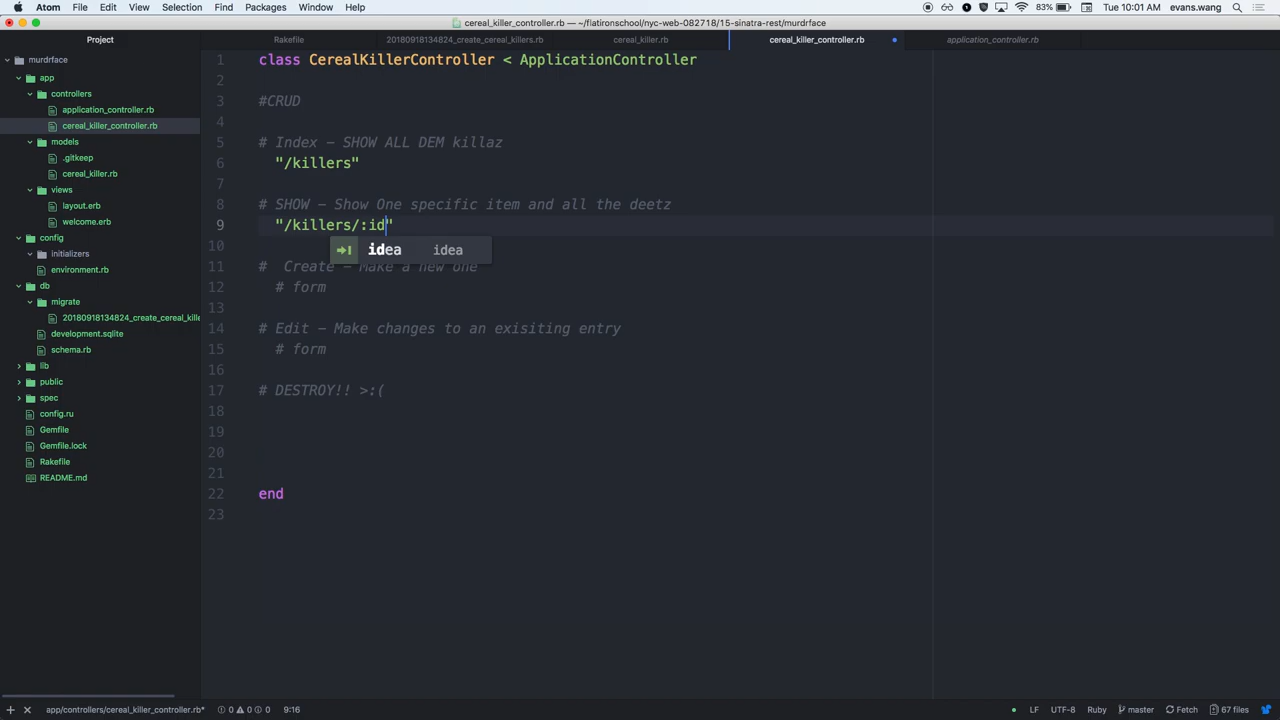 Atom File Edit View Selection Find Packages Window Help 83% Tue 10:01 AM evans.wang
cereal_killer_controller.rb — ~/flatironschool/nyc-web-082718/15-sinatra-rest/murdrface
Project Rakefile 20180918134824_create_cereal_killers.rb cereal_killer.rb cereal_killer_controller.rb application_controller.rb
murdrface
app
controllers
application_controller.rb
cereal_killer_controller.rb
models
.gitkeep
cereal_killer.rb
views
layout.erb
welcome.erb
config
initializers
environment.rb
db
migrate
20180918134824_create_cereal_kille
development.sqlite
schema.rb
lib
public
spec
config.ru
Gemfile
Gemfile.lock
Rakefile
README.md
1 class CerealKillerController < ApplicationController
2
3 #CRUD
4
5 # Index – SHOW ALL DEM killaz
6 "/killers"
7
8 # SHOW – Show One specific item and all the deetz
9 "/killers/:id"
idea idea
10
11 # Create – Make a new one
12 # form
13
14 # Edit – Make changes to an exisiting entry
15 # form
16
17 # DESTROY!! >:(
18
19
20
21
22 end
23
app/controllers/cereal_killer_controller.rb* 0 0 0 9:16 LF UTF-8 Ruby master Fetch 67 files